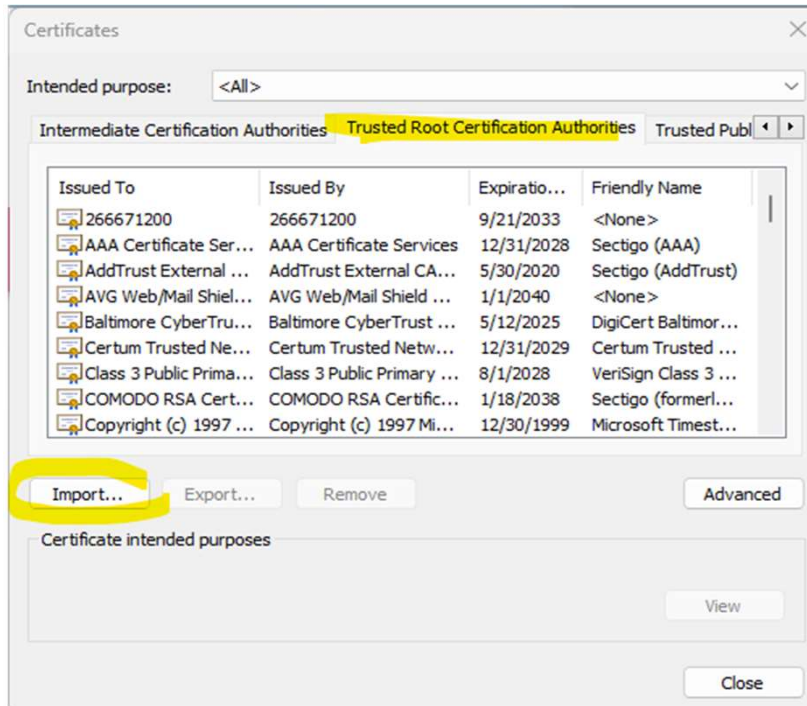 Certificates
Intended purpose: <All>
Intermediate Certification Authorities Trusted Root Certification Authorities Trusted Publ
Issued To Issued By Expiratio... Friendly Name
266671200 266671200 9/21/2033 <None>
AAA Certificate Ser... AAA Certificate Services 12/31/2028 Sectigo (AAA)
AddTrust External ... AddTrust External CA... 5/30/2020 Sectigo (AddTrust)
AVG Web/Mail Shiel... AVG Web/Mail Shield ... 1/1/2040 <None>
Baltimore CyberTru... Baltimore CyberTrust ... 5/12/2025 DigiCert Baltimor...
Certum Trusted Ne... Certum Trusted Netw... 12/31/2029 Certum Trusted ...
Class 3 Public Prima... Class 3 Public Primary ... 8/1/2028 VeriSign Class 3 ...
COMODO RSA Cert... COMODO RSA Certific... 1/18/2038 Sectigo (formerl...
Copyright (c) 1997 ... Copyright (c) 1997 Mi... 12/30/1999 Microsoft Timest...
Import... Export... Remove Advanced
Certificate intended purposes
View
Close